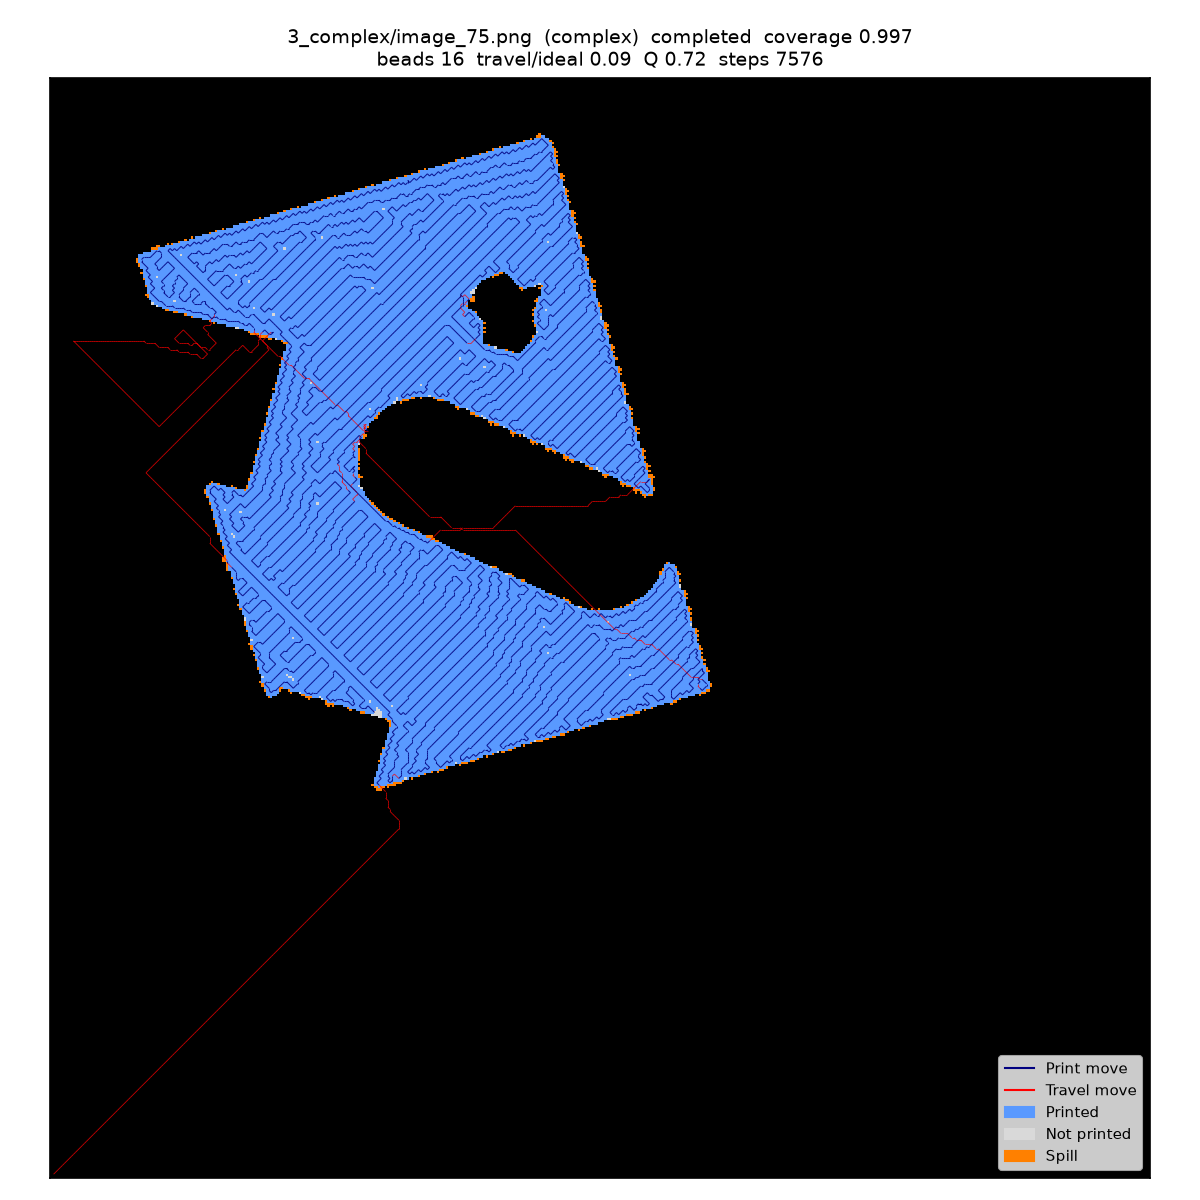 3_complex/image_75.png  (complex)  completed  coverage 0.997
beads 16  travel/ideal 0.09  Q 0.72  steps 7576
Print move
Travel move
Printed
Not printed
Spill